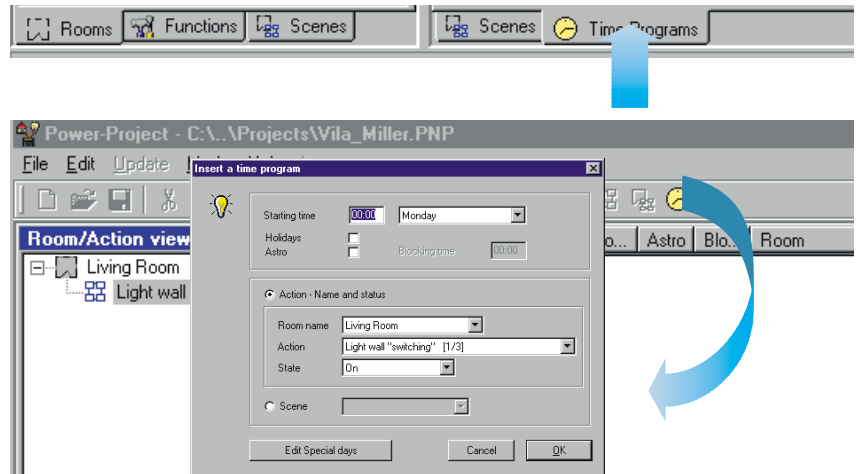 Rooms Functions Scenes Scenes Time Programs
Power-Project - C:\..\Projects\Vila_Miller.PNP
File Edit Update
Insert a time program
Starting time 00:00 Monday
Holidays
Astro Blocking time 00:00
Room/Action view
o... Astro Blo... Room
Living Room
Light wall
Action - Name and status
Room name Living Room
Action Light wall "switching" [1/3]
State On
Scene
Edit Special days Cancel OK